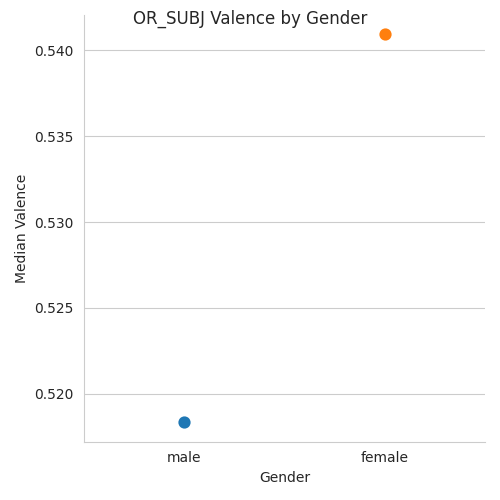 OR_SUBJ Valence by Gender
0.540
0.535
0.530
0.525
0.520
Median Valence
male
female
Gender